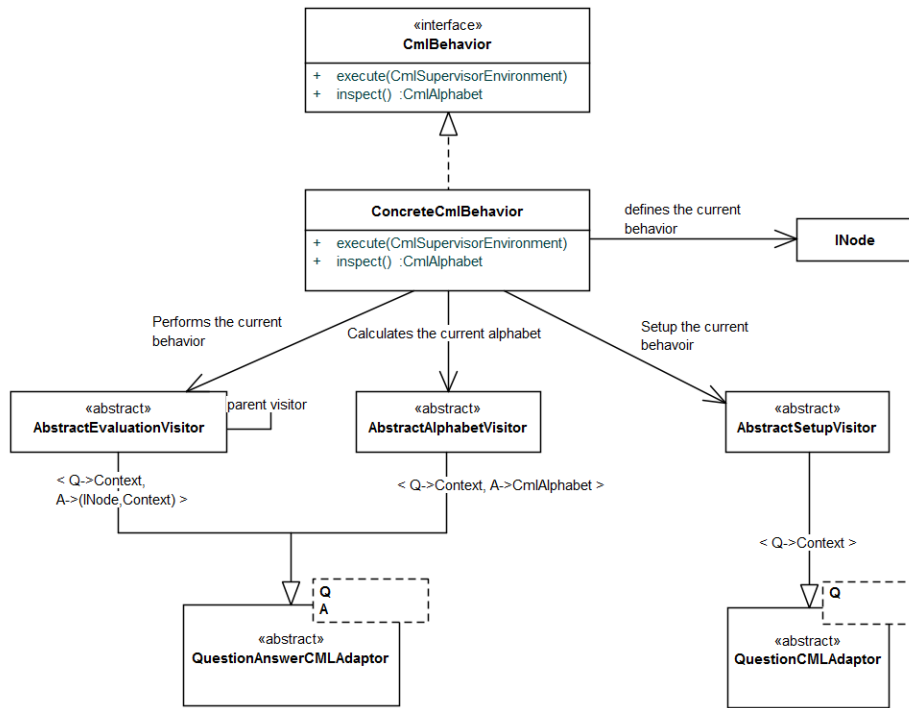 «interface»
CmlBehavior
+ execute(CmlSupervisorEnvironment)
+ inspect() :CmlAlphabet
ConcreteCmlBehavior
+ execute(CmlSupervisorEnvironment)
+ inspect() :CmlAlphabet
defines the current
behavior
INode
Performs the current
behavior
Calculates the current alphabet
Setup the current
behavoir
«abstract»
AbstractEvaluationVisitor
parent visitor
«abstract»
AbstractAlphabetVisitor
«abstract»
AbstractSetupVisitor
< Q->Context,
A->(INode,Context) >
< Q->Context, A->CmlAlphabet >
< Q->Context >
Q
A
«abstract»
QuestionAnswerCMLAdaptor
Q
«abstract»
QuestionCMLAdaptor